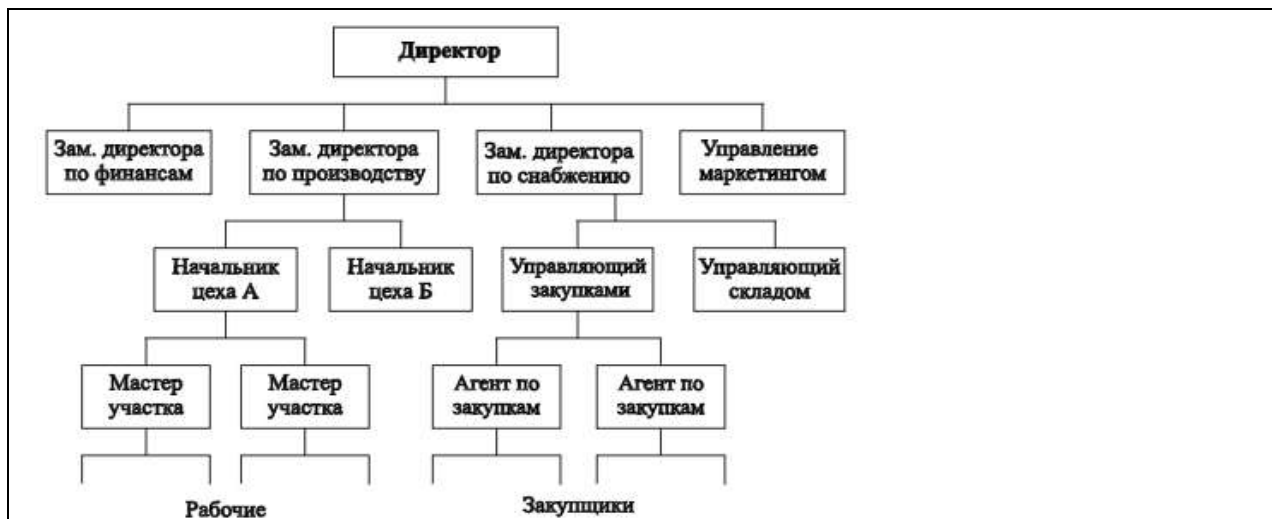 Директор
Зам. директора
по финансам
Зам. директора
по производству
Зам. директора
по снабжению
Управление
маркетингом
Начальник
цеха А
Начальник
цеха Б
Управляющий
закупками
Управляющий
складом
Мастер
участка
Мастер
участка
Агент по
закупкам
Агент по
закупкам
Рабочие
Закупщики